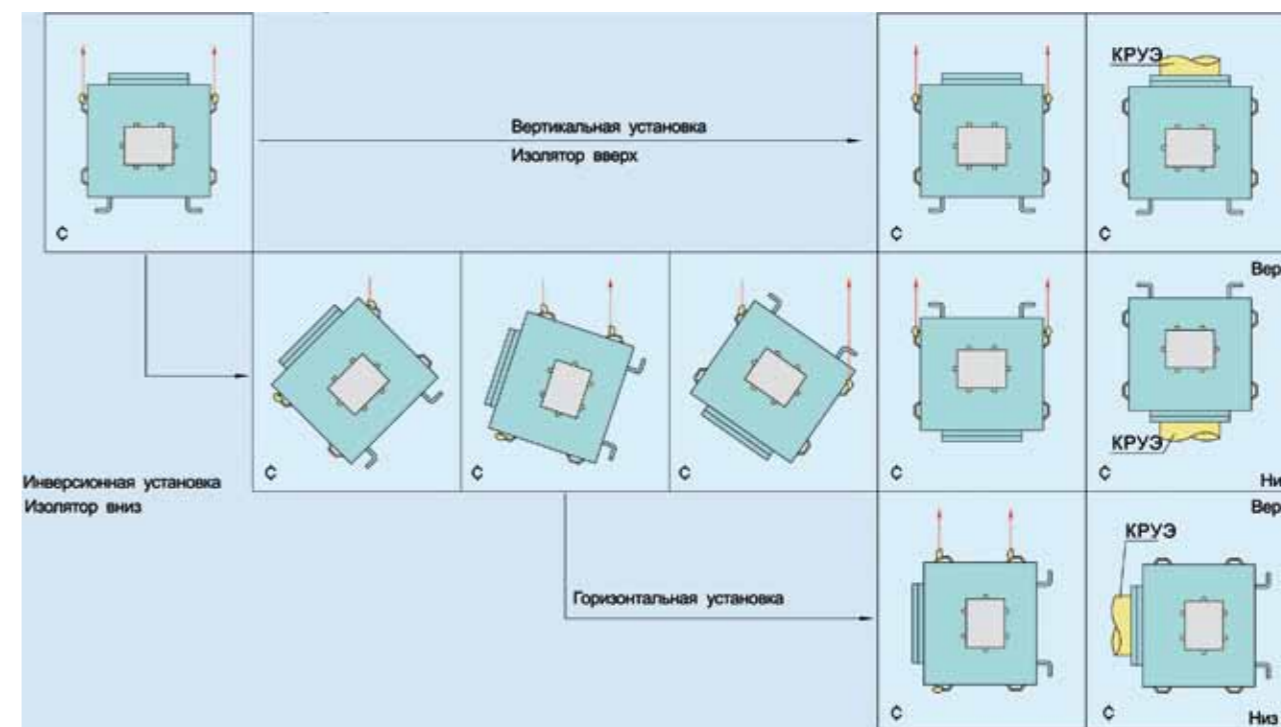 КРУЭ
Вертикальная установка
Изолятор вверх
С
С
С
Вер
КРУЭ
С
С
С
С
С
Инверсионная установка
Изолятор вниз
Ни
Вер
КРУЭ
Горизонтальная установка
С
С
Низ